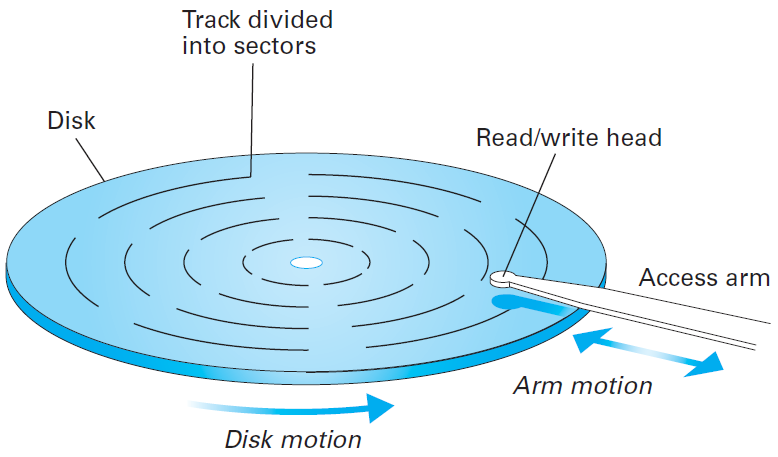 Track divided
into sectors
Disk
Read/write head
Access arm
Arm motion
Disk motion